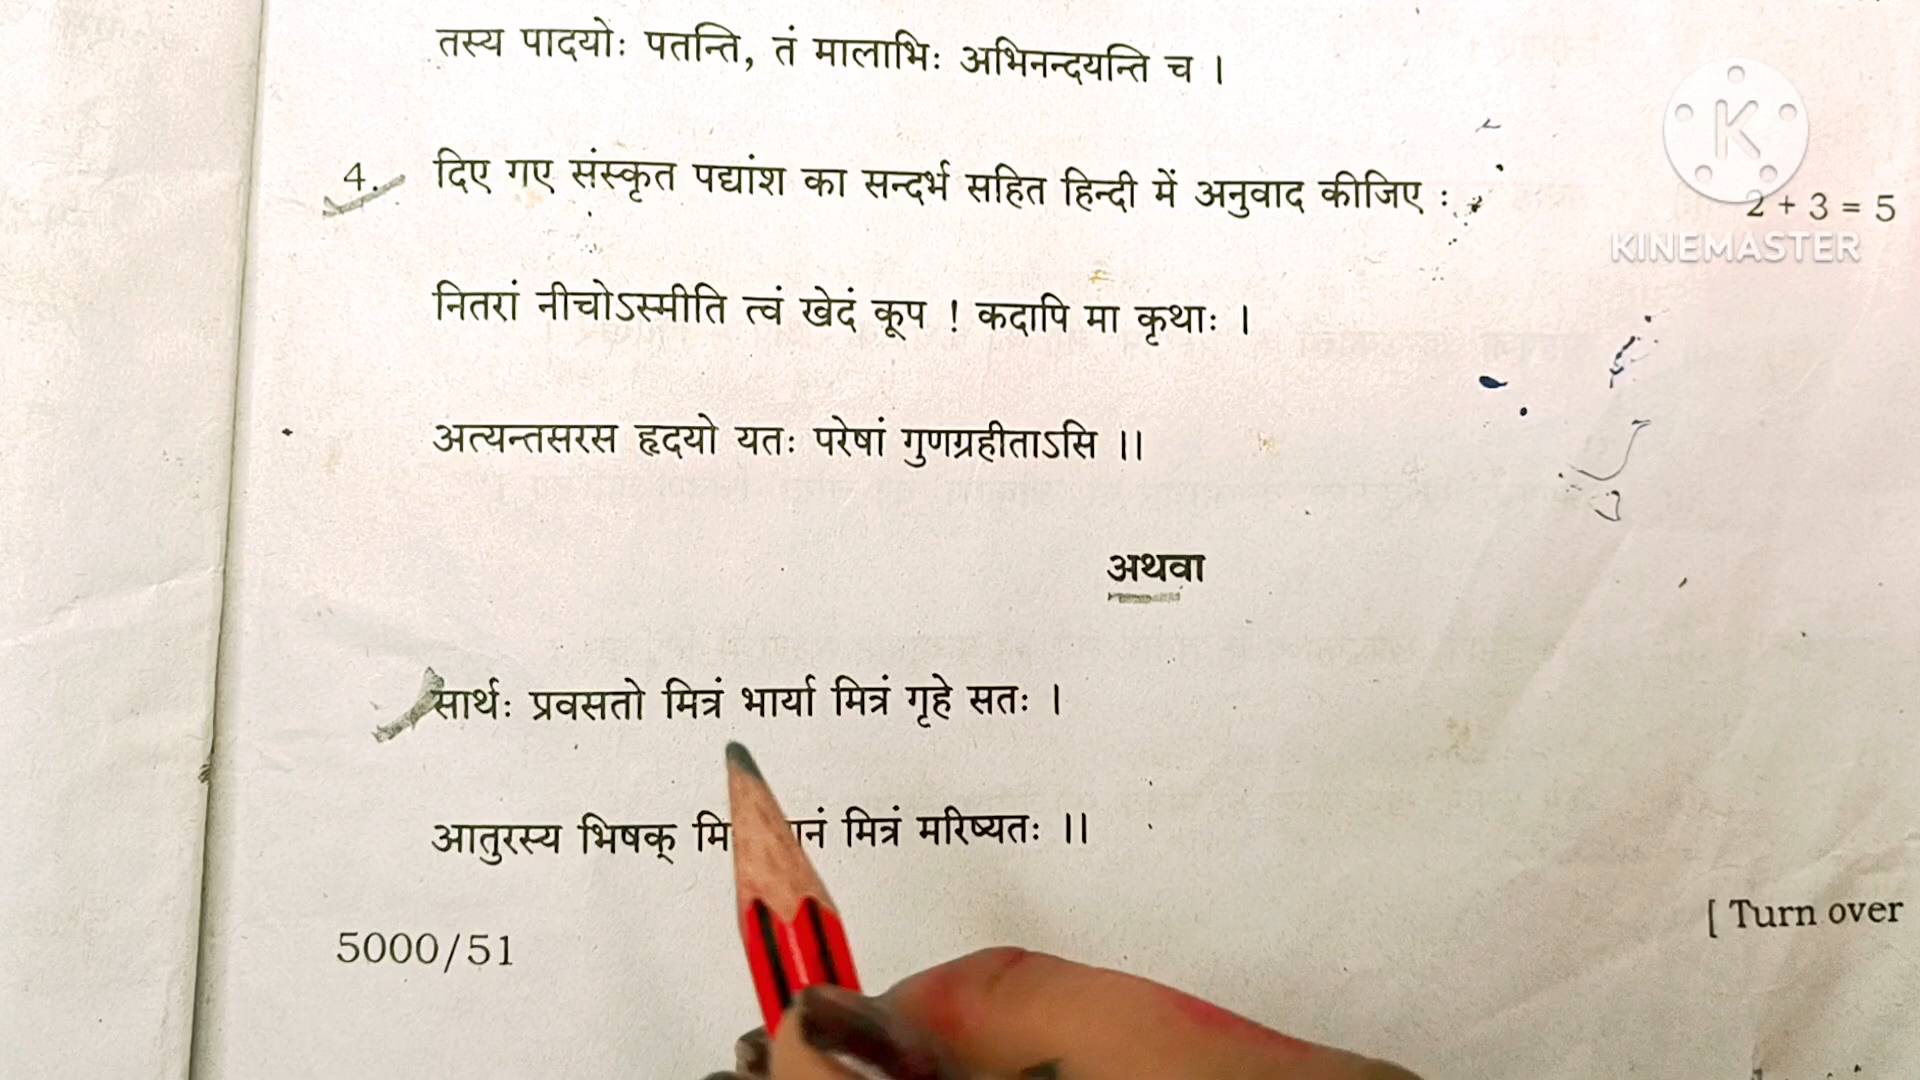 तस्य पादयोः पतन्ति, तं मालाभिः अभिनन्दयन्ति च ।
4. दिए गए संस्कृत पद्यांश का सन्दर्भ सहित हिन्दी में अनुवाद कीजिए : 2 + 3 = 5
KINEMASTER
नितरां नीचोऽस्मीति त्वं खेदं कूप ! कदापि मा कृथाः ।
अत्यन्तसरस हृदयो यतः परेषां गुणग्रहीताऽसि ।।
अथवा
सार्थः प्रवसतो मित्रं भार्या मित्रं गृहे सतः ।
आतुरस्य भिषक् मित्रं मरिष्यतः ।।
5000/51
[ Turn over